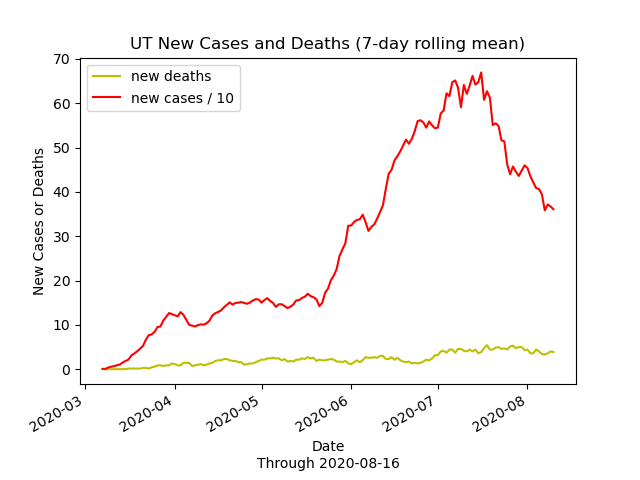 UT New Cases and Deaths (7-day rolling mean)
new deaths
new cases / 10
New Cases or Deaths
70
60
50
40
30
20
10
0
2020-03
2020-04
2020-05
2020-06
2020-07
2020-08
Date
Through 2020-08-16